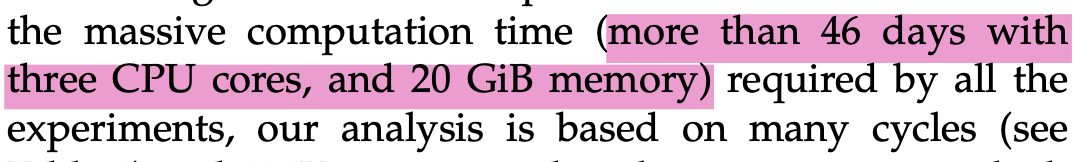 the massive computation time (more than 46 days with
three CPU cores, and 20 GiB memory) required by all the
experiments, our analysis is based on many cycles (see